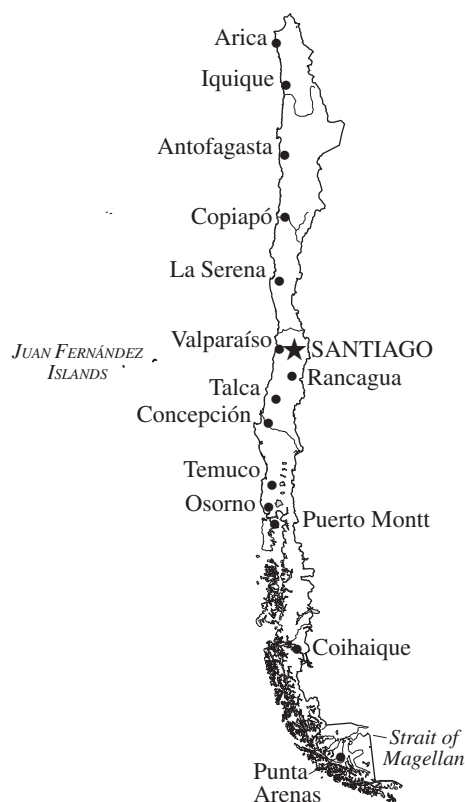 Arica
Iquique
Antofagasta
Copiapó
La Serena
Valparaíso
SANTIAGO
JUAN FERNÁNDEZ
ISLANDS
Rancagua
Talca
Concepción
Temuco
Osorno
Puerto Montt
Coihaique
Strait of
Magellan
Punta
Arenas